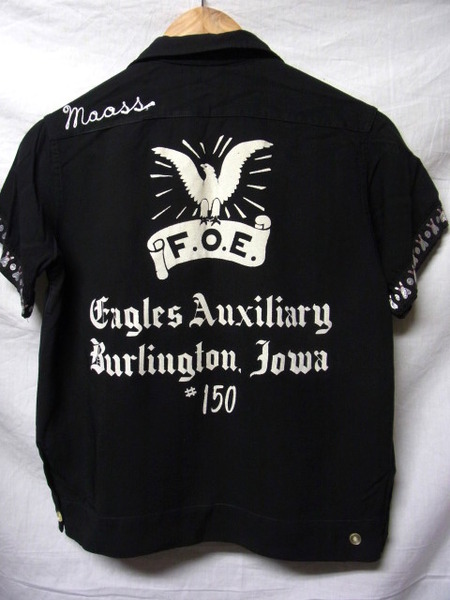 Maass
F.O.E.
Eagles Auxiliary
Burlington, Iowa
#150